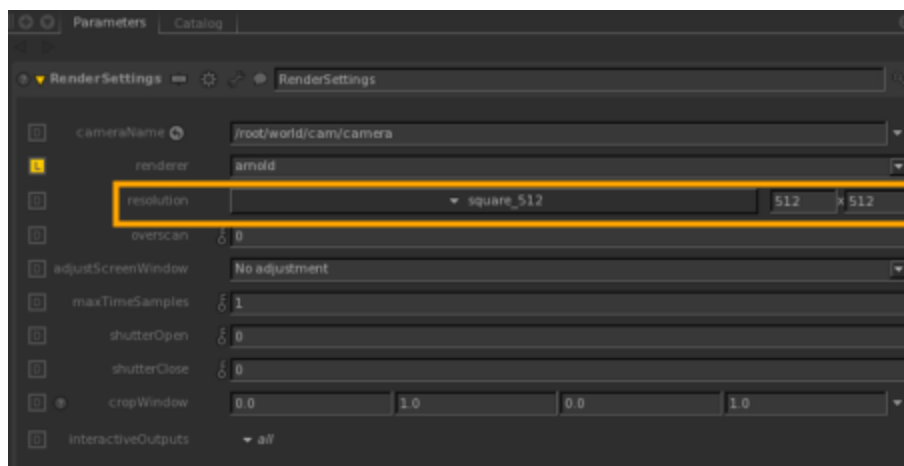 Parameters Catalog
RenderSettings RenderSettings
cameraName /root/world/cam/camera
L renderer arnold
D resolution square_512 512 x 512
D overscan 0
D adjustScreenWindow No adjustment
D maxTimeSamples 1
D shutterOpen 0
D shutterClose 0
D cropWindow 0.0 1.0 0.0 1.0
D interactiveOutputs all